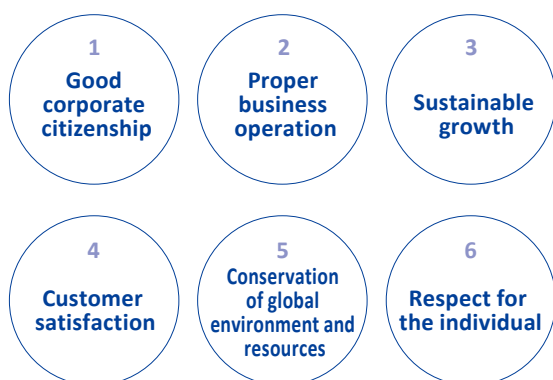 1
Good
corporate
citizenship
2
Proper
business
operation
3
Sustainable
growth
4
Customer
satisfaction
5
Conservation
of global
environment and
resources
6
Respect for
the individual